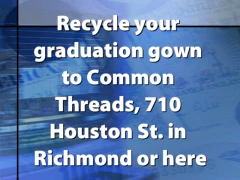 Recycle your
graduation gown
to Common
Threads, 710
Houston St. in
Richmond or here